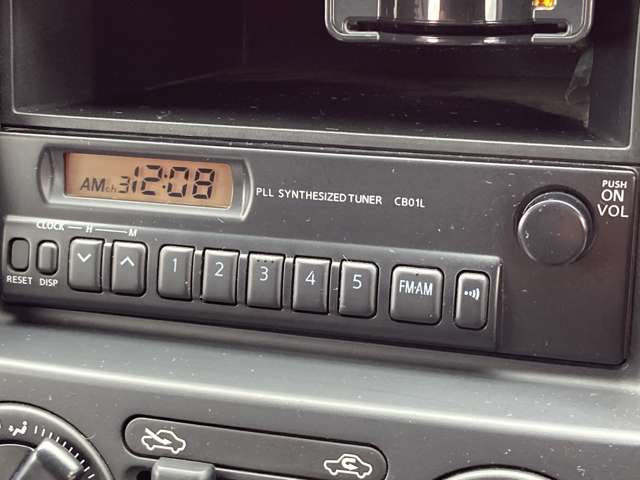 AM ch 3 12:08
PLL SYNTHESIZED TUNER CB01L
PUSH
ON
VOL
CLOCK H M
RESET DISP
1 2 3 4 5 FM·AM